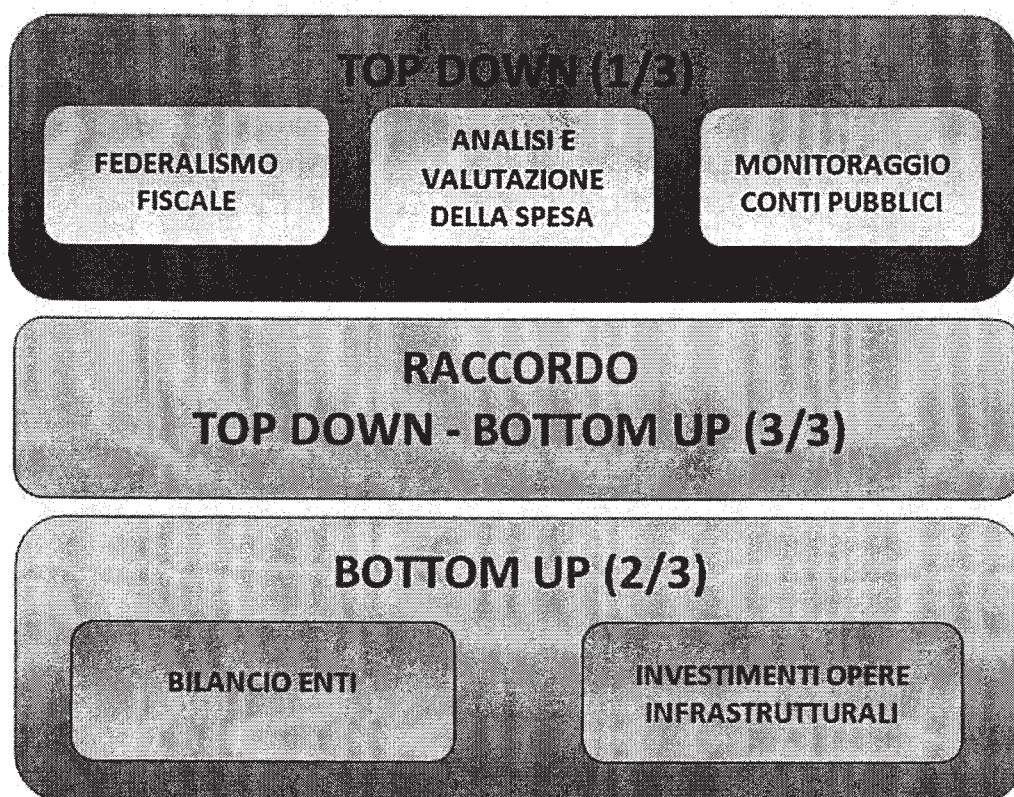 TOP DOWN (1/3)
FEDERALISMO
FISCALE
ANALISI E
VALUTAZIONE
DELLA SPESA
MONITORAGGIO
CONTI PUBBLICI
RACCORDO
TOP DOWN - BOTTOM UP (3/3)
BOTTOM UP (2/3)
BILANCIO ENTI
INVESTIMENTI OPERE
INFRASTRUTTURALI